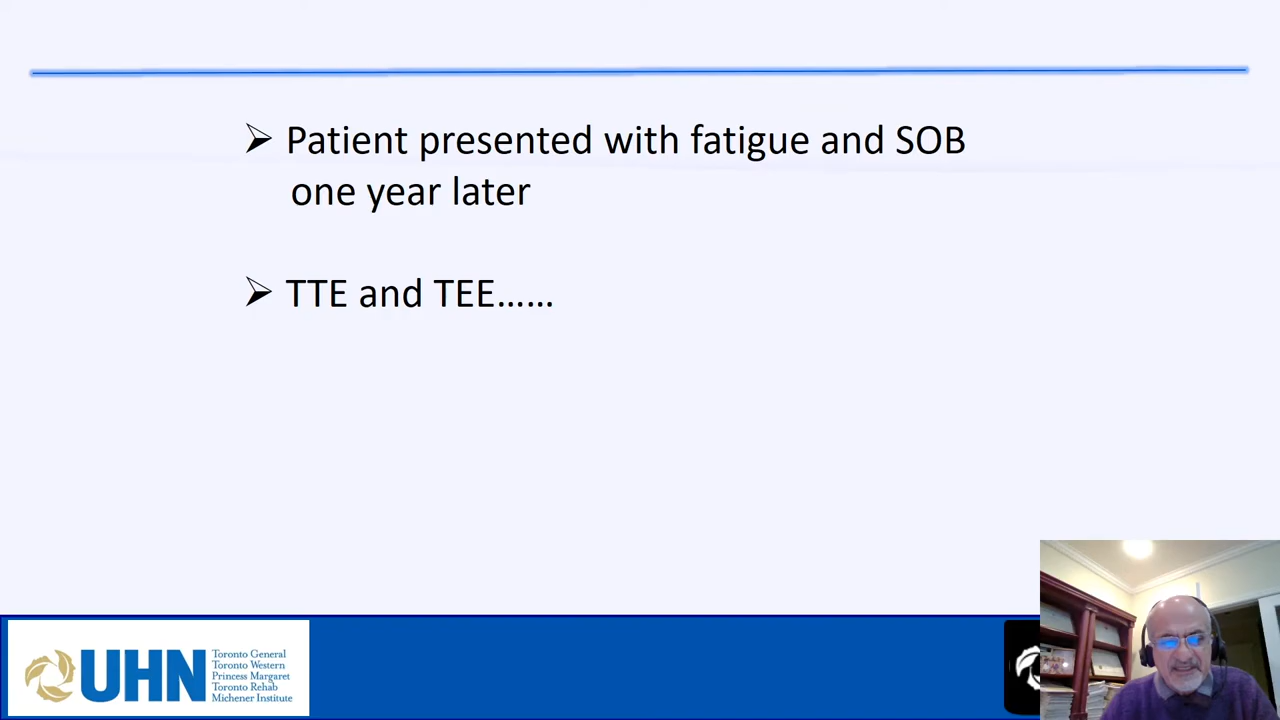 ➢ Patient presented with fatigue and SOB
one year later
➢ TTE and TEE……
UHN
Toronto General
Toronto Western
Princess Margaret
Toronto Rehab
Michener Institute